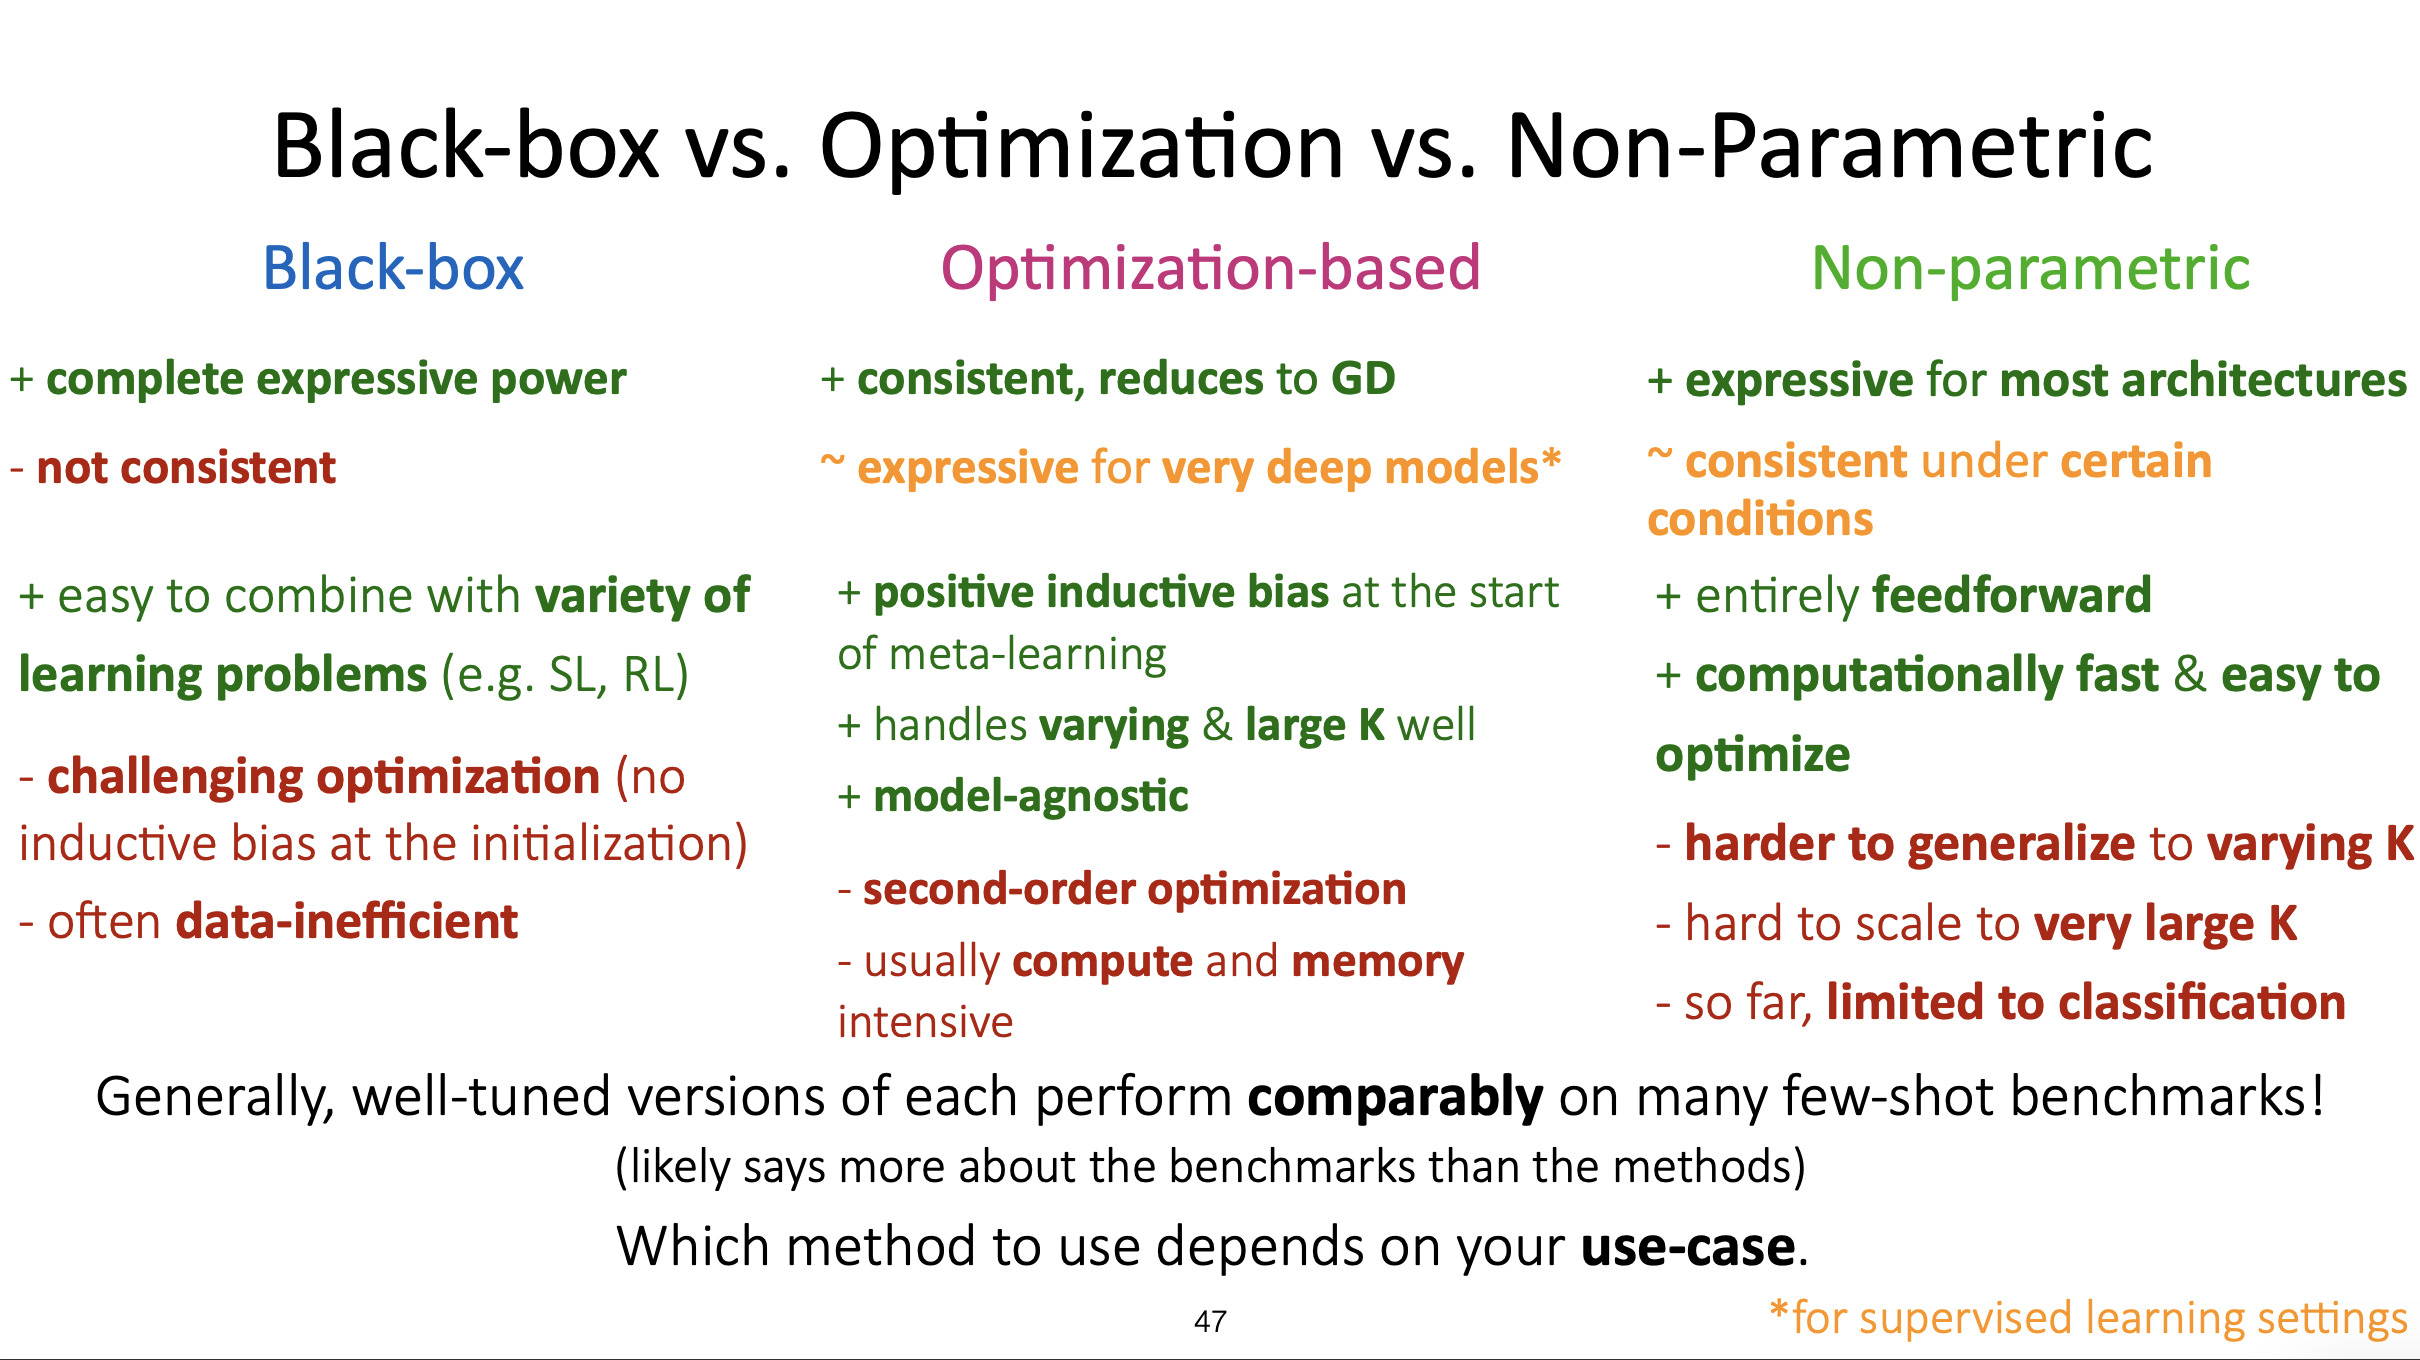 Black-box vs. Optimization vs. Non-Parametric
Black-box
+ complete expressive power
- not consistent
+ easy to combine with variety of
learning problems (e.g. SL, RL)
- challenging optimization (no
inductive bias at the initialization)
- often data-inefficient
Optimization-based
+ consistent, reduces to GD
~ expressive for very deep models*
+ positive inductive bias at the start
of meta-learning
+ handles varying & large K well
+ model-agnostic
- second-order optimization
- usually compute and memory
intensive
Non-parametric
+ expressive for most architectures
~ consistent under certain
conditions
+ entirely feedforward
+ computationally fast & easy to
optimize
- harder to generalize to varying K
- hard to scale to very large K
- so far, limited to classification
Generally, well-tuned versions of each perform comparably on many few-shot benchmarks!
(likely says more about the benchmarks than the methods)
Which method to use depends on your use-case.
47
*for supervised learning settings